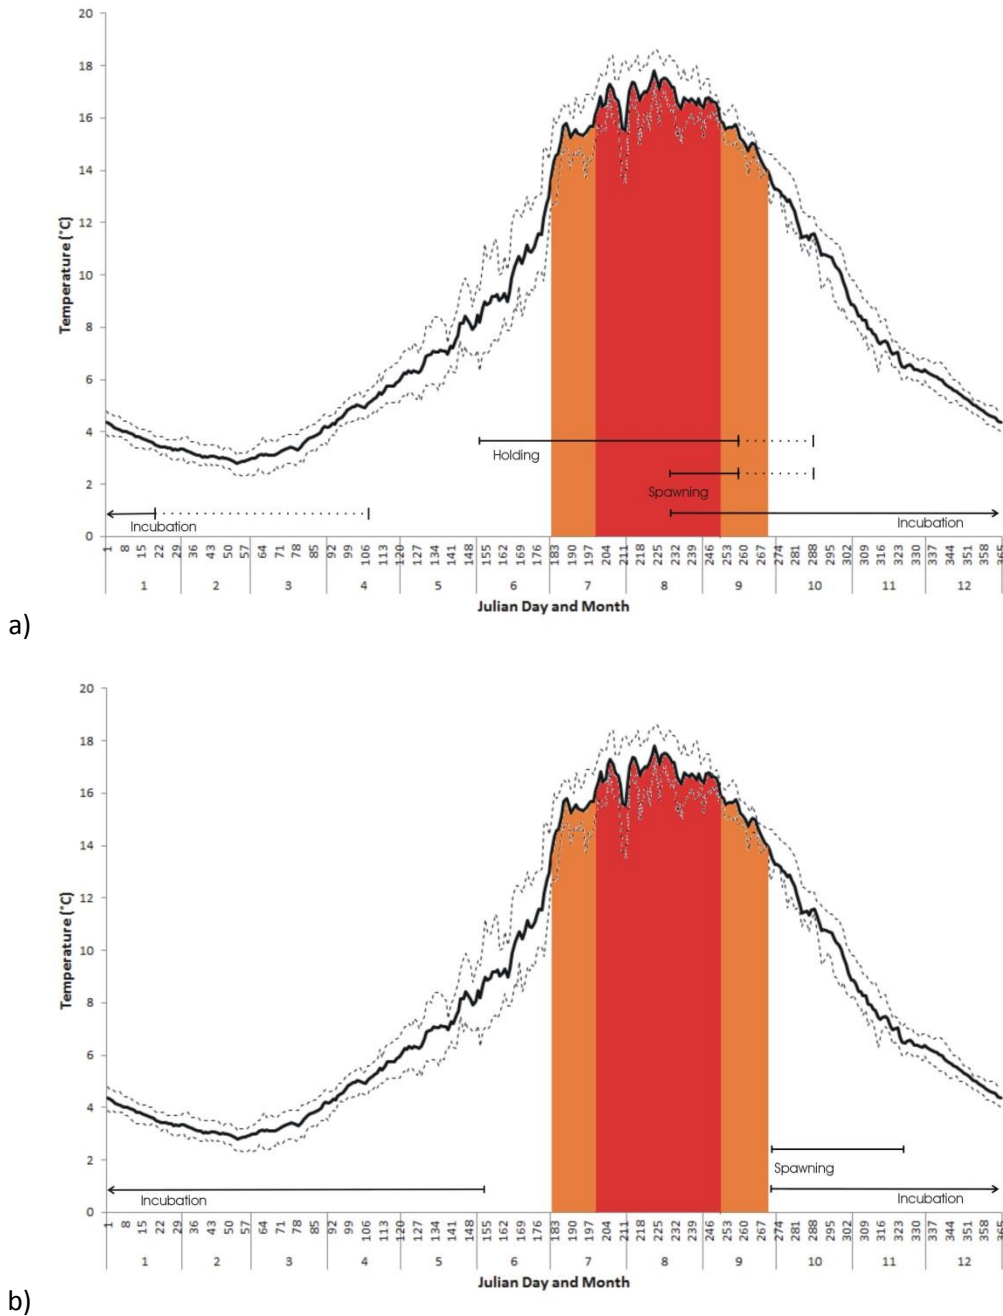 20
18
16
14
12
10
8
6
4
2
0
Temperature (°C)
Holding
Spawning
Incubation
Incubation
1 8 15 22 29 36 43 50 57 64 71 78 85 92 99 106 113 120 127 134 141 148 155 162 169 176 183 190 197 204 211 218 225 232 239 246 253 260 267 274 281 288 295 302 309 316 323 330 337 344 351 358 365
1 2 3 4 5 6 7 8 9 10 11 12
Julian Day and Month
a)
20
18
16
14
12
10
8
6
4
2
0
Temperature (°C)
Spawning
Incubation
Incubation
1 8 15 22 29 36 43 50 57 64 71 78 85 92 99 106 113 120 127 134 141 148 155 162 169 176 183 190 197 204 211 218 225 232 239 246 253 260 267 274 281 288 295 302 309 316 323 330 337 344 351 358 365
1 2 3 4 5 6 7 8 9 10 11 12
Julian Day and Month
b)